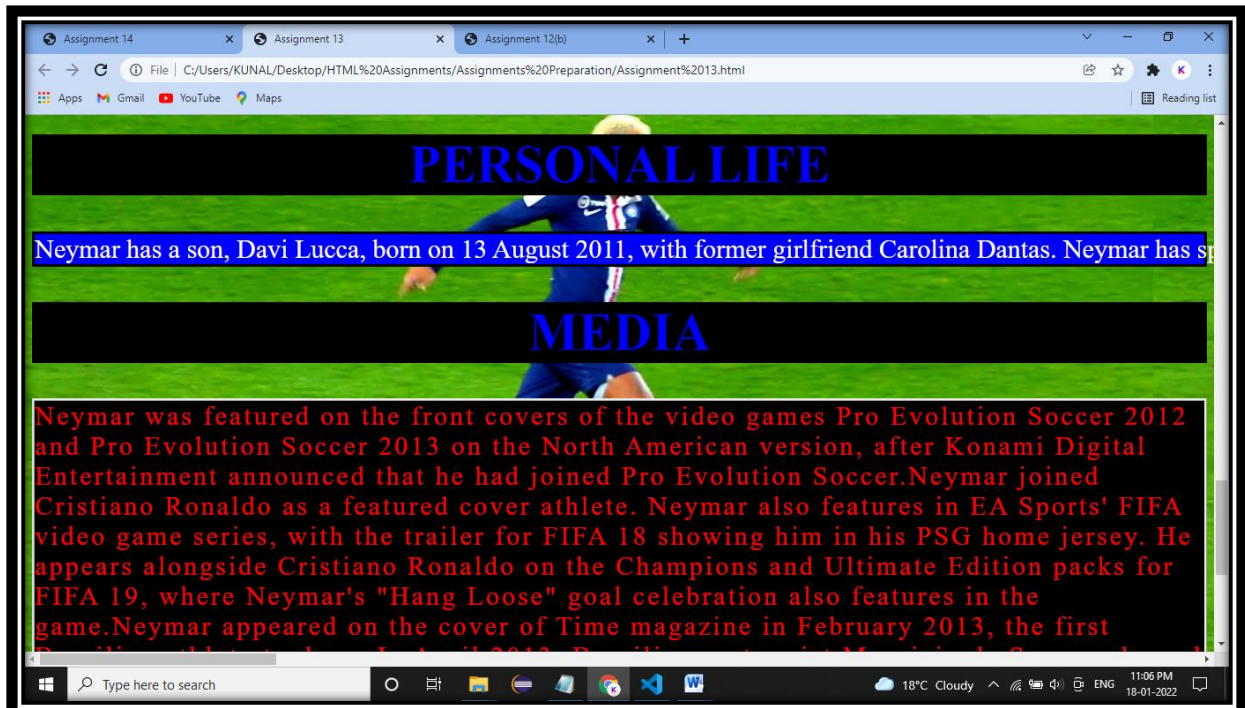 Assignment 14
Assignment 13
Assignment 12(b)
File | C:/Users/KUNAL/Desktop/HTML%20Assignments/Assignments%20Preparation/Assignment%2013.html
K
Apps Gmail YouTube Maps
Reading list
PERSONAL LIFE
Neymar has a son, Davi Lucca, born on 13 August 2011, with former girlfriend Carolina Dantas. Neymar has sp
MEDIA
Neymar was featured on the front covers of the video games Pro Evolution Soccer 2012
and Pro Evolution Soccer 2013 on the North American version, after Konami Digital
Entertainment announced that he had joined Pro Evolution Soccer.Neymar joined
Cristiano Ronaldo as a featured cover athlete. Neymar also features in EA Sports' FIFA
video game series, with the trailer for FIFA 18 showing him in his PSG home jersey. He
appears alongside Cristiano Ronaldo on the Champions and Ultimate Edition packs for
FIFA 19, where Neymar's "Hang Loose" goal celebration also features in the
game.Neymar appeared on the cover of Time magazine in February 2013, the first
Type here to search
18°C Cloudy
ENG
11:06 PM
18-01-2022